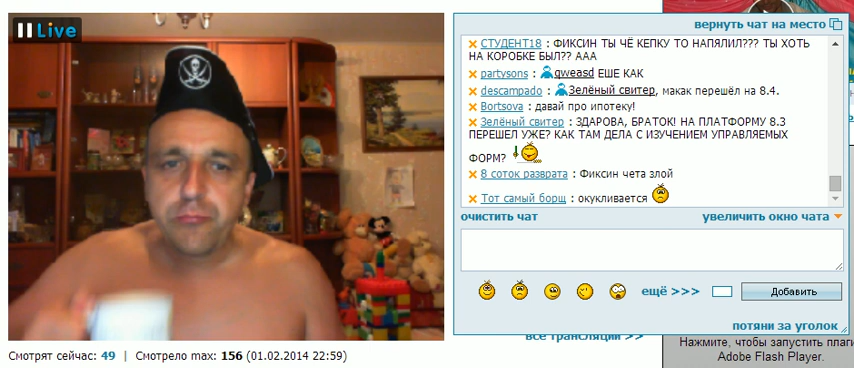 Live
вернуть чат на место
СТУДЕНТ18 : ФИКСИН ТЫ ЧЁ КЕПКУ ТО НАПЯЛИЛ??? ТЫ ХОТЬ
НА КОРОБКЕ БЫЛ?? ААА
partysons : qweasd ЕШЕ КАК
descampado : Зелёный свитер, макак перешёл на 8.4.
Bortsova : давай про ипотеку!
Зелёный свитер : ЗДАРОВА, БРАТОК! НА ПЛАТФОРМУ 8.3
ПЕРЕШЕЛ УЖЕ? КАК ТАМ ДЕЛА С ИЗУЧЕНИЕМ УПРАВЛЯЕМЫХ
ФОРМ?
8 соток разврата : Фиксин чета злой
Тот самый борщ : окукливается
очистить чат
увеличить окно чата
ещё >>>
Добавить
потяни за уголок
все трансляции >>
Смотрят сейчас: 49 | Смотрело max: 156 (01.02.2014 22:59)
Нажмите, чтобы запустить плаги
Adobe Flash Player.